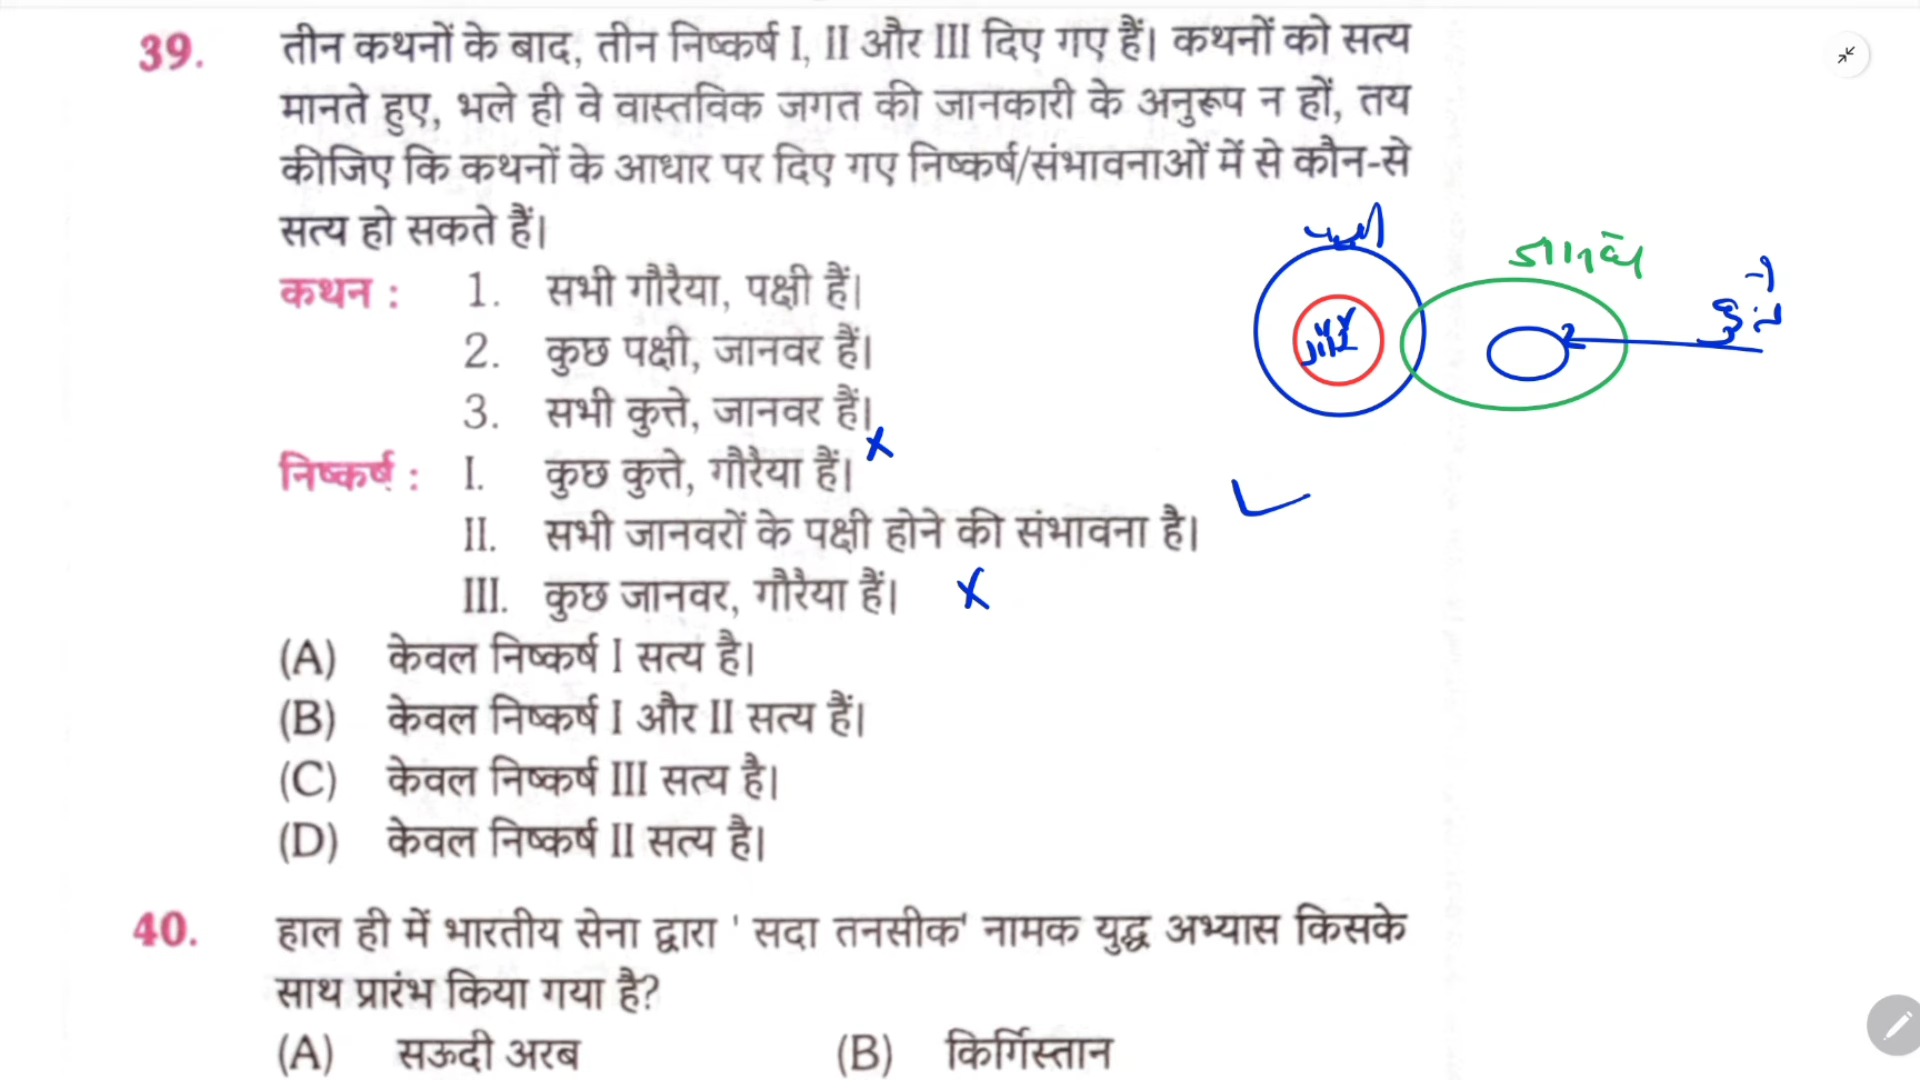 39. तीन कथनों के बाद, तीन निष्कर्ष I, II और III दिए गए हैं। कथनों को सत्य
मानते हुए, भले ही वे वास्तविक जगत की जानकारी के अनुरूप न हों, तय
कीजिए कि कथनों के आधार पर दिए गए निष्कर्ष/संभावनाओं में से कौन-से
सत्य हो सकते हैं।
कथन : 1. सभी गौरैया, पक्षी हैं।
2. कुछ पक्षी, जानवर हैं।
3. सभी कुत्ते, जानवर हैं।
निष्कर्ष : I. कुछ कुत्ते, गौरैया हैं।
II. सभी जानवरों के पक्षी होने की संभावना है।
III. कुछ जानवर, गौरैया हैं।
(A) केवल निष्कर्ष I सत्य है।
(B) केवल निष्कर्ष I और II सत्य हैं।
(C) केवल निष्कर्ष III सत्य है।
(D) केवल निष्कर्ष II सत्य है।
40. हाल ही में भारतीय सेना द्वारा ' सदा तनसीक' नामक युद्ध अभ्यास किसके
साथ प्रारंभ किया गया है?
(A) सऊदी अरब (B) किर्गिस्तान